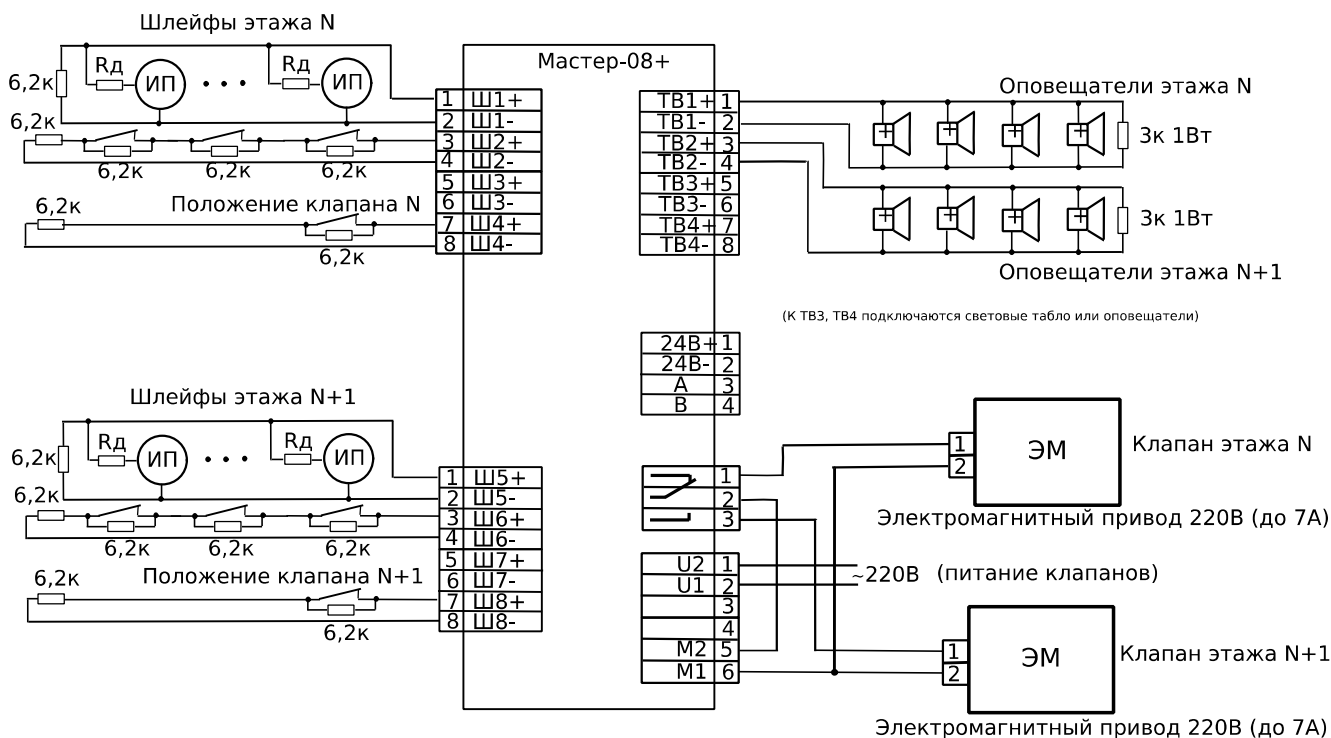 Шлейфы этажа N
Rд
ИП
• • •
Rд
ИП
6,2к
6,2к
6,2к
6,2к
6,2к
Положение клапана N
6,2к
6,2к
1 Ш1+
2 Ш1-
3 Ш2+
4 Ш2-
5 Ш3+
6 Ш3-
7 Ш4+
8 Ш4-
Мастер-08+
ТВ1+ 1
ТВ1- 2
ТВ2+ 3
ТВ2- 4
ТВ3+ 5
ТВ3- 6
ТВ4+ 7
ТВ4- 8
Оповещатели этажа N
+ + + +
3к 1Вт
+ + + +
3к 1Вт
Оповещатели этажа N+1
(К ТВ3, ТВ4 подключаются световые табло или оповещатели)
24В+ 1
24В- 2
А 3
В 4
Шлейфы этажа N+1
Rд
ИП
• • •
Rд
ИП
6,2к
6,2к
6,2к
6,2к
6,2к
Положение клапана N+1
6,2к
6,2к
1 Ш5+
2 Ш5-
3 Ш6+
4 Ш6-
5 Ш7+
6 Ш7-
7 Ш8+
8 Ш8-
1
2
3
1
2
ЭМ
Клапан этажа N
Электромагнитный привод 220В (до 7А)
U2 1
U1 2
3
4
М2 5
М1 6
~220В (питание клапанов)
1
2
ЭМ
Клапан этажа N+1
Электромагнитный привод 220В (до 7А)